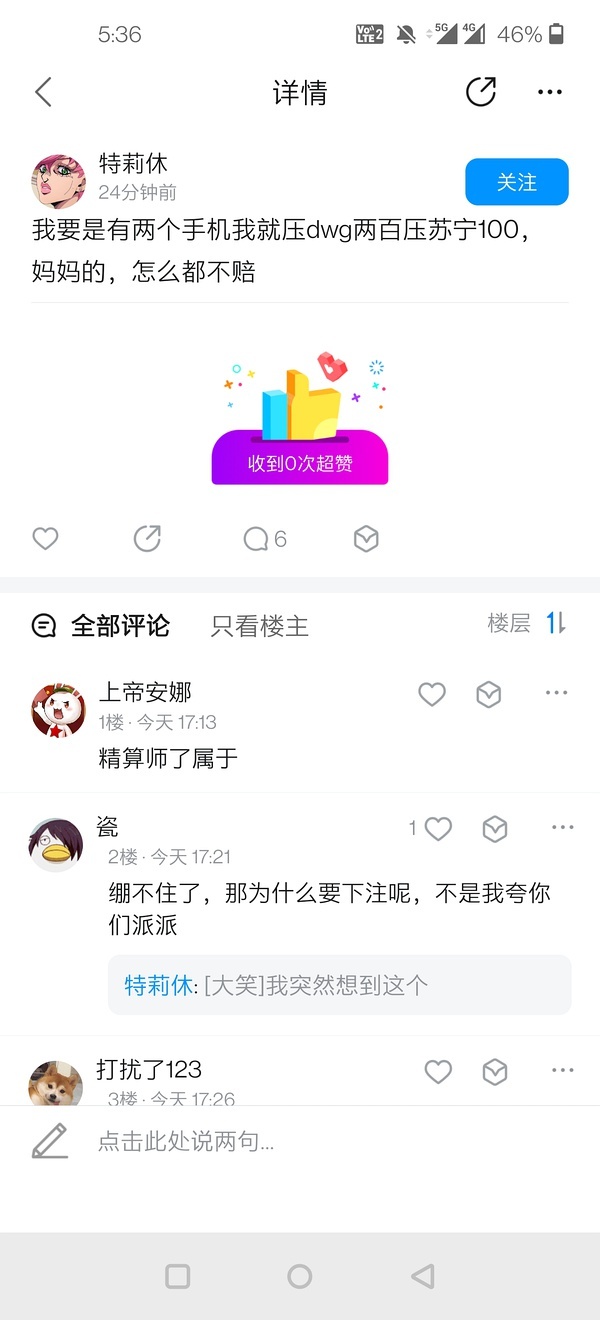 5:36
VoLTE2 5G 4G 46%
详情
特莉休
24分钟前
关注
我要是有两个手机我就压dwg两百压苏宁100，
妈妈的，怎么都不赔
收到0次超赞
6
全部评论 只看楼主 楼层
上帝安娜
1楼 · 今天 17:13
精算师了属于
瓷
1
2楼 · 今天 17:21
绷不住了，那为什么要下注呢，不是我夸你
们派派
特莉休: [大笑]我突然想到这个
打扰了123
3楼 · 今天 17:26
点击此处说两句...